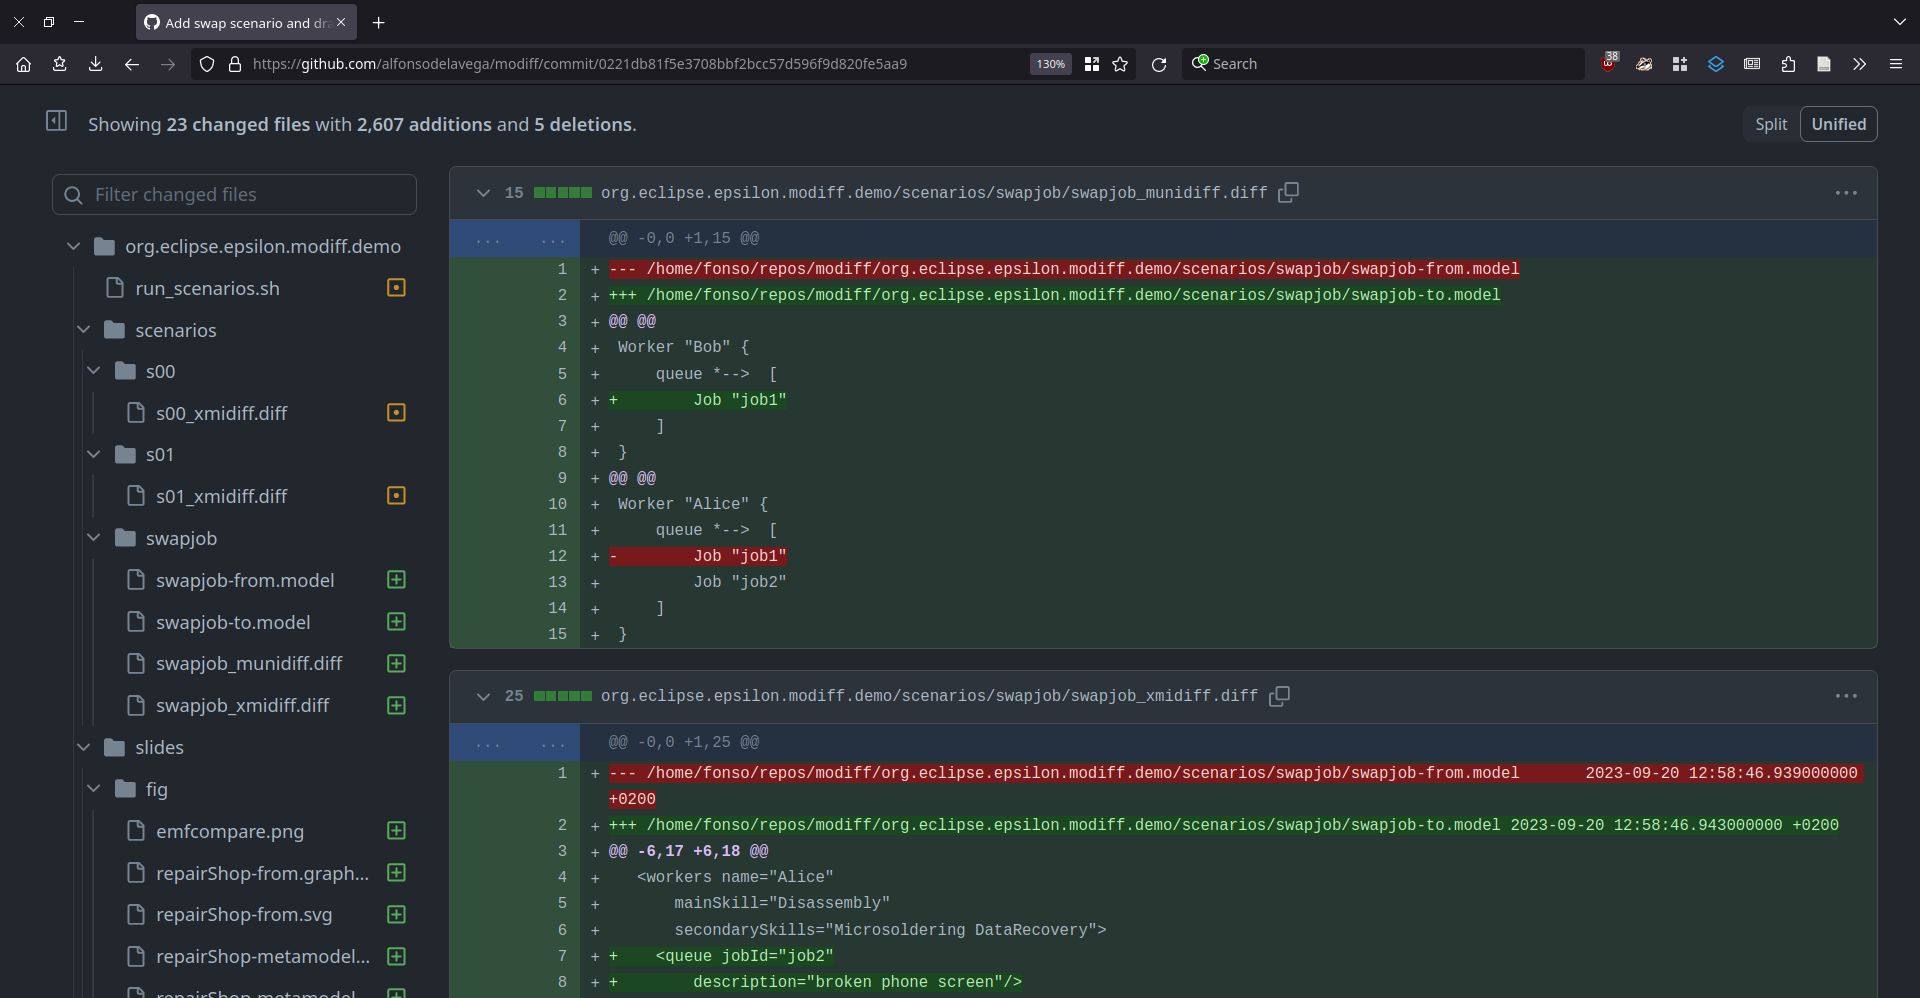 Add swap scenario and dra
https://github.com/alfonsodelavega/modiff/commit/0221db81f5e3708bbf2bcc57d596f9d820fe5aa9
130%
Search
38
Showing 23 changed files with 2,607 additions and 5 deletions.
Split
Unified
Filter changed files
org.eclipse.epsilon.modiff.demo
run_scenarios.sh
scenarios
s00
s00_xmidiff.diff
s01
s01_xmidiff.diff
swapjob
swapjob-from.model
swapjob-to.model
swapjob_munidiff.diff
swapjob_xmidiff.diff
slides
fig
emfcompare.png
repairShop-from.graph...
repairShop-from.svg
repairShop-metamodel...
repairShop-metamodel
15 org.eclipse.epsilon.modiff.demo/scenarios/swapjob/swapjob_munidiff.diff
... ... @@ -0,0 +1,15 @@
1 + --- /home/fonso/repos/modiff/org.eclipse.epsilon.modiff.demo/scenarios/swapjob/swapjob-from.model
2 + +++ /home/fonso/repos/modiff/org.eclipse.epsilon.modiff.demo/scenarios/swapjob/swapjob-to.model
3 + @@ @@
4 + Worker "Bob" {
5 + queue *--> [
6 + + Job "job1"
7 + ]
8 + }
9 + @@ @@
10 + Worker "Alice" {
11 + queue *--> [
12 + - Job "job1"
13 + Job "job2"
14 + ]
15 + }
25 org.eclipse.epsilon.modiff.demo/scenarios/swapjob/swapjob_xmidiff.diff
... ... @@ -0,0 +1,25 @@
1 + --- /home/fonso/repos/modiff/org.eclipse.epsilon.modiff.demo/scenarios/swapjob/swapjob-from.model 2023-09-20 12:58:46.939000000
+0200
2 + +++ /home/fonso/repos/modiff/org.eclipse.epsilon.modiff.demo/scenarios/swapjob/swapjob-to.model 2023-09-20 12:58:46.943000000 +0200
3 + @@ -6,17 +6,18 @@
4 + <workers name="Alice"
5 + mainSkill="Disassembly"
6 + secondarySkills="Microsoldering DataRecovery">
7 + + <queue jobId="job2"
8 + + description="broken phone screen"/>